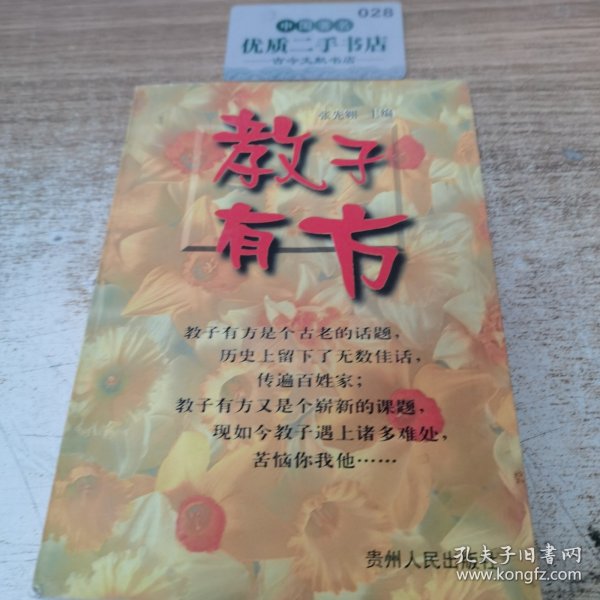 028
中国著名
优质二手书店
古今文献书店
张先翱 主编
教子
有方
教子有方是个古老的话题，
历史上留下了无数佳话，
传遍百姓家；
教子有方又是个崭新的课题，
现如今教子遇上诸多难处，
苦恼你我他……
贵州人民出版社
孔夫子旧书网
www.kongfz.com